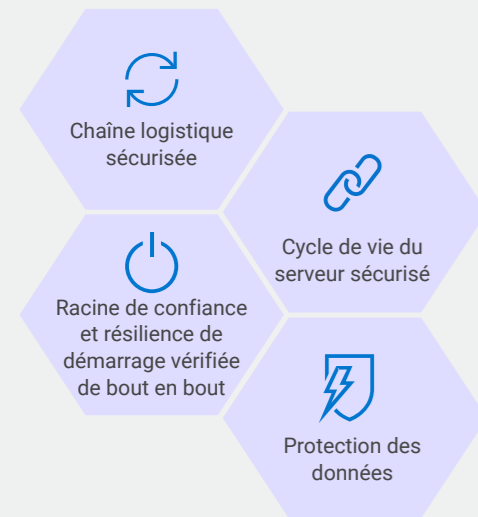 Chaîne logistique
sécurisée
Cycle de vie du
serveur sécurisé
Racine de confiance
et résilience de
démarrage vérifiée
de bout en bout
Protection des
données